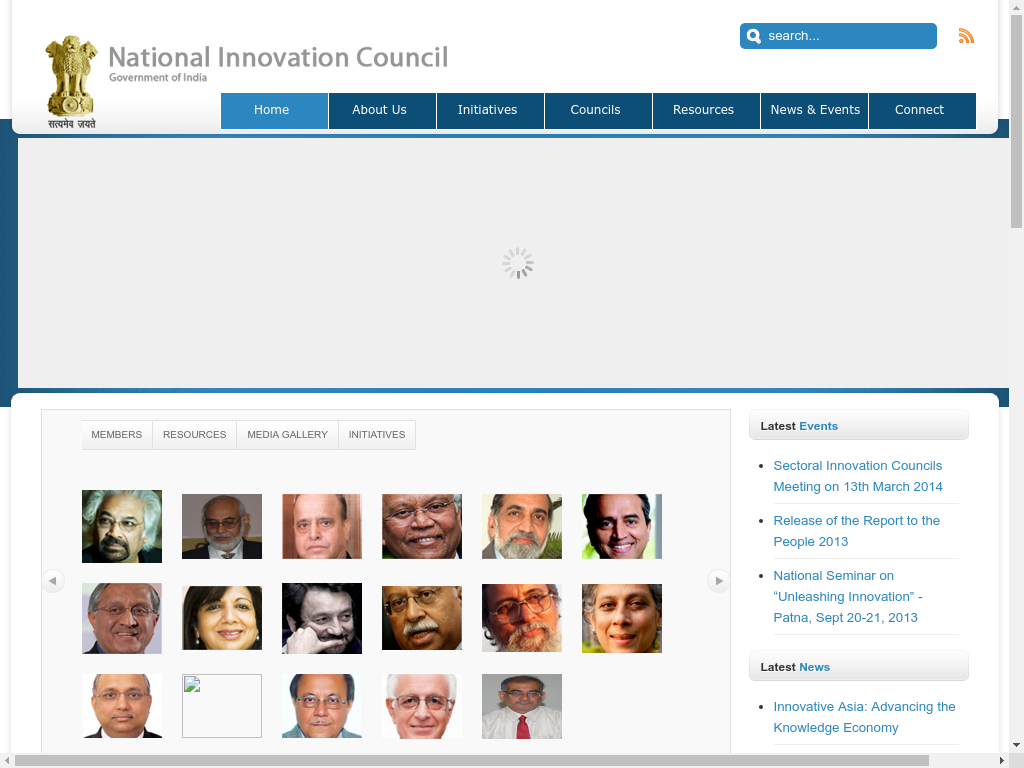 search...
National Innovation Council
Government of India
सत्यमेव जयते
Home
About Us
Initiatives
Councils
Resources
News & Events
Connect
MEMBERS
RESOURCES
MEDIA GALLERY
INITIATIVES
Latest Events
Sectoral Innovation Councils
Meeting on 13th March 2014
Release of the Report to the
People 2013
National Seminar on
“Unleashing Innovation” -
Patna, Sept 20-21, 2013
Latest News
Innovative Asia: Advancing the
Knowledge Economy